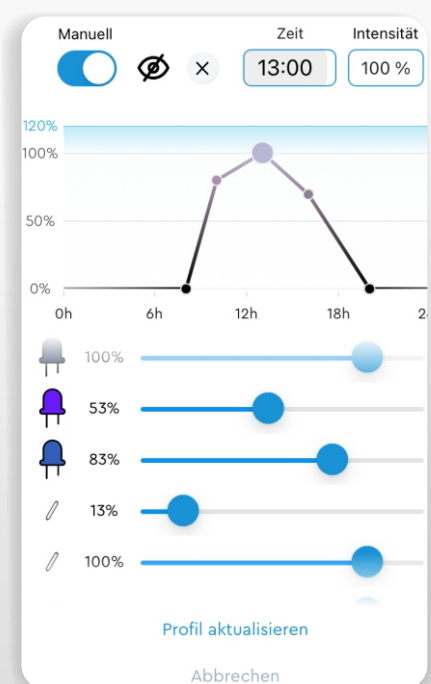 Manuell Zeit Intensität
13:00 100 %
120%
100%
50%
0%
0h 6h 12h 18h 24
100%
53%
83%
13%
100%
Profil aktualisieren
Abbrechen